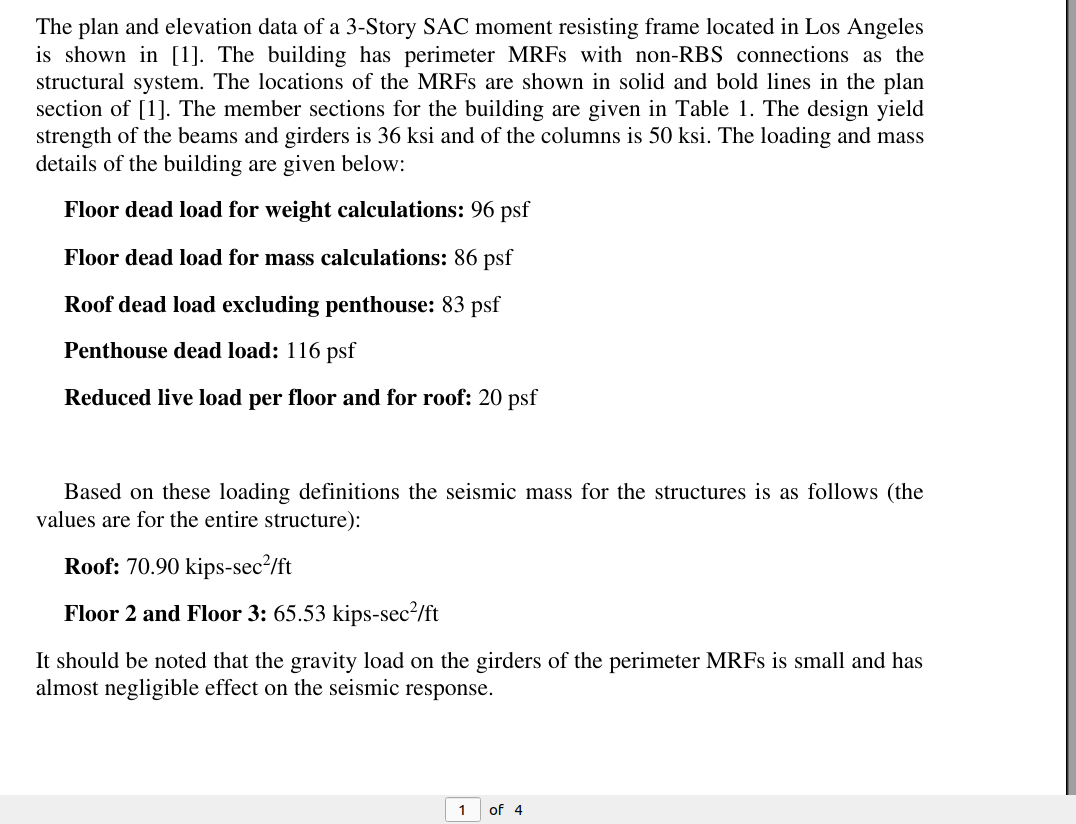 The plan and elevation data of a 3-Story SAC moment resisting frame located in Los Angeles
is shown in [1]. The building has perimeter MRFs with non-RBS connections as the
structural system. The locations of the MRFs are shown in solid and bold lines in the plan
section of [1]. The member sections for the building are given in Table 1. The design yield
strength of the beams and girders is 36 ksi and of the columns is 50 ksi. The loading and mass
details of the building are given below:
Floor dead load for weight calculations: 96 psf
Floor dead load for mass calculations: 86 psf
Roof dead load excluding penthouse: 83 psf
Penthouse dead load: 116 psf
Reduced live load per floor and for roof: 20 psf
Based on these loading definitions the seismic mass for the structures is as follows (the
values are for the entire structure):
Roof: 70.90 kips-sec²/ft
Floor 2 and Floor 3: 65.53 kips-sec²/ft
It should be noted that the gravity load on the girders of the perimeter MRFs is small and has
almost negligible effect on the seismic response.
1 of 4